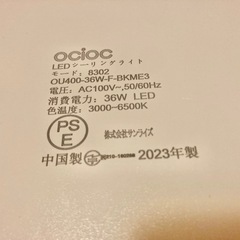 ocioc
LEDシーリングライト
モード: 8302
OU400-36W-F-BKME3
電圧: AC100V~,50/60Hz
消費電力: 36W LED
色温度: 3000~6500K
PS
E
株式会社サンライズ
中国製
2023年製